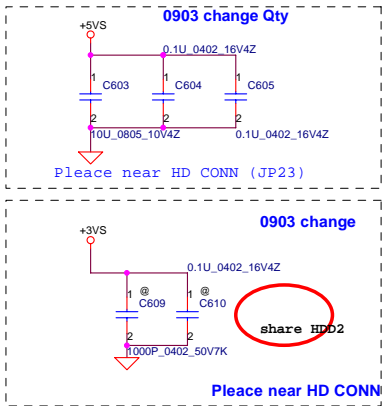 0903 change Qty
+5VS
0.1U_0402_16V4Z
1 1 1
C603 C604 C605
2 2 2
10U_0805_10V4Z 0.1U_0402_16V4Z
Pleace near HD CONN (JP23)
0903 change
+3VS
0.1U_0402_16V4Z
@ @
1 1
C609 C610
share HDD2
2 2
1000P_0402_50V7K
Pleace near HD CONN